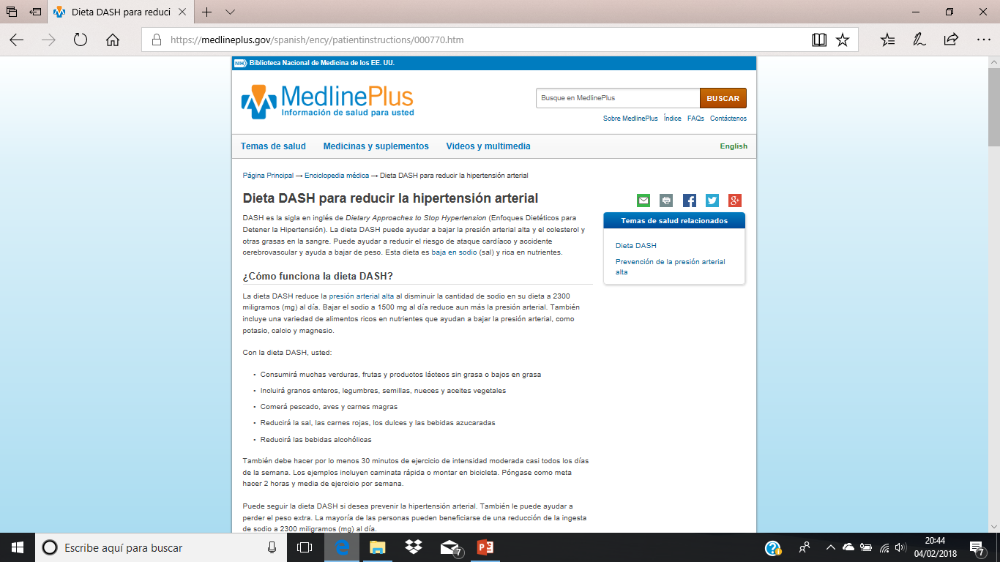 Dieta DASH para reduci
https://medlineplus.gov/spanish/ency/patientinstructions/000770.htm
NIH Biblioteca Nacional de Medicina de los EE. UU.
MedlinePlus
Información de salud para usted
Busque en MedlinePlus
BUSCAR
Sobre MedlinePlus Índice FAQs Contáctenos
Temas de salud Medicinas y suplementos Videos y multimedia English
Página Principal → Enciclopedia médica → Dieta DASH para reducir la hipertensión arterial
Dieta DASH para reducir la hipertensión arterial
DASH es la sigla en inglés de Dietary Approaches to Stop Hypertension (Enfoques Dietéticos para
Detener la Hipertensión). La dieta DASH puede ayudar a bajar la presión arterial alta y el colesterol y
otras grasas en la sangre. Puede ayudar a reducir el riesgo de ataque cardíaco y accidente
cerebrovascular y ayuda a bajar de peso. Esta dieta es baja en sodio (sal) y rica en nutrientes.
Temas de salud relacionados
Dieta DASH
Prevención de la presión arterial
alta
¿Cómo funciona la dieta DASH?
La dieta DASH reduce la presión arterial alta al disminuir la cantidad de sodio en su dieta a 2300
miligramos (mg) al día. Bajar el sodio a 1500 mg al día reduce aun más la presión arterial. También
incluye una variedad de alimentos ricos en nutrientes que ayudan a bajar la presión arterial, como
potasio, calcio y magnesio.
Con la dieta DASH, usted:
• Consumirá muchas verduras, frutas y productos lácteos sin grasa o bajos en grasa
• Incluirá granos enteros, legumbres, semillas, nueces y aceites vegetales
• Comerá pescado, aves y carnes magras
• Reducirá la sal, las carnes rojas, los dulces y las bebidas azucaradas
• Reducirá las bebidas alcohólicas
También debe hacer por lo menos 30 minutos de ejercicio de intensidad moderada casi todos los días
de la semana. Los ejemplos incluyen caminata rápida o montar en bicicleta. Póngase como meta
hacer 2 horas y media de ejercicio por semana.
Puede seguir la dieta DASH si desea prevenir la hipertensión arterial. También le puede ayudar a
perder el peso extra. La mayoría de las personas pueden beneficiarse de una reducción de la ingesta
de sodio a 2300 miligramos (mg) al día.
Escribe aquí para buscar
7
20:44
04/02/2018
7